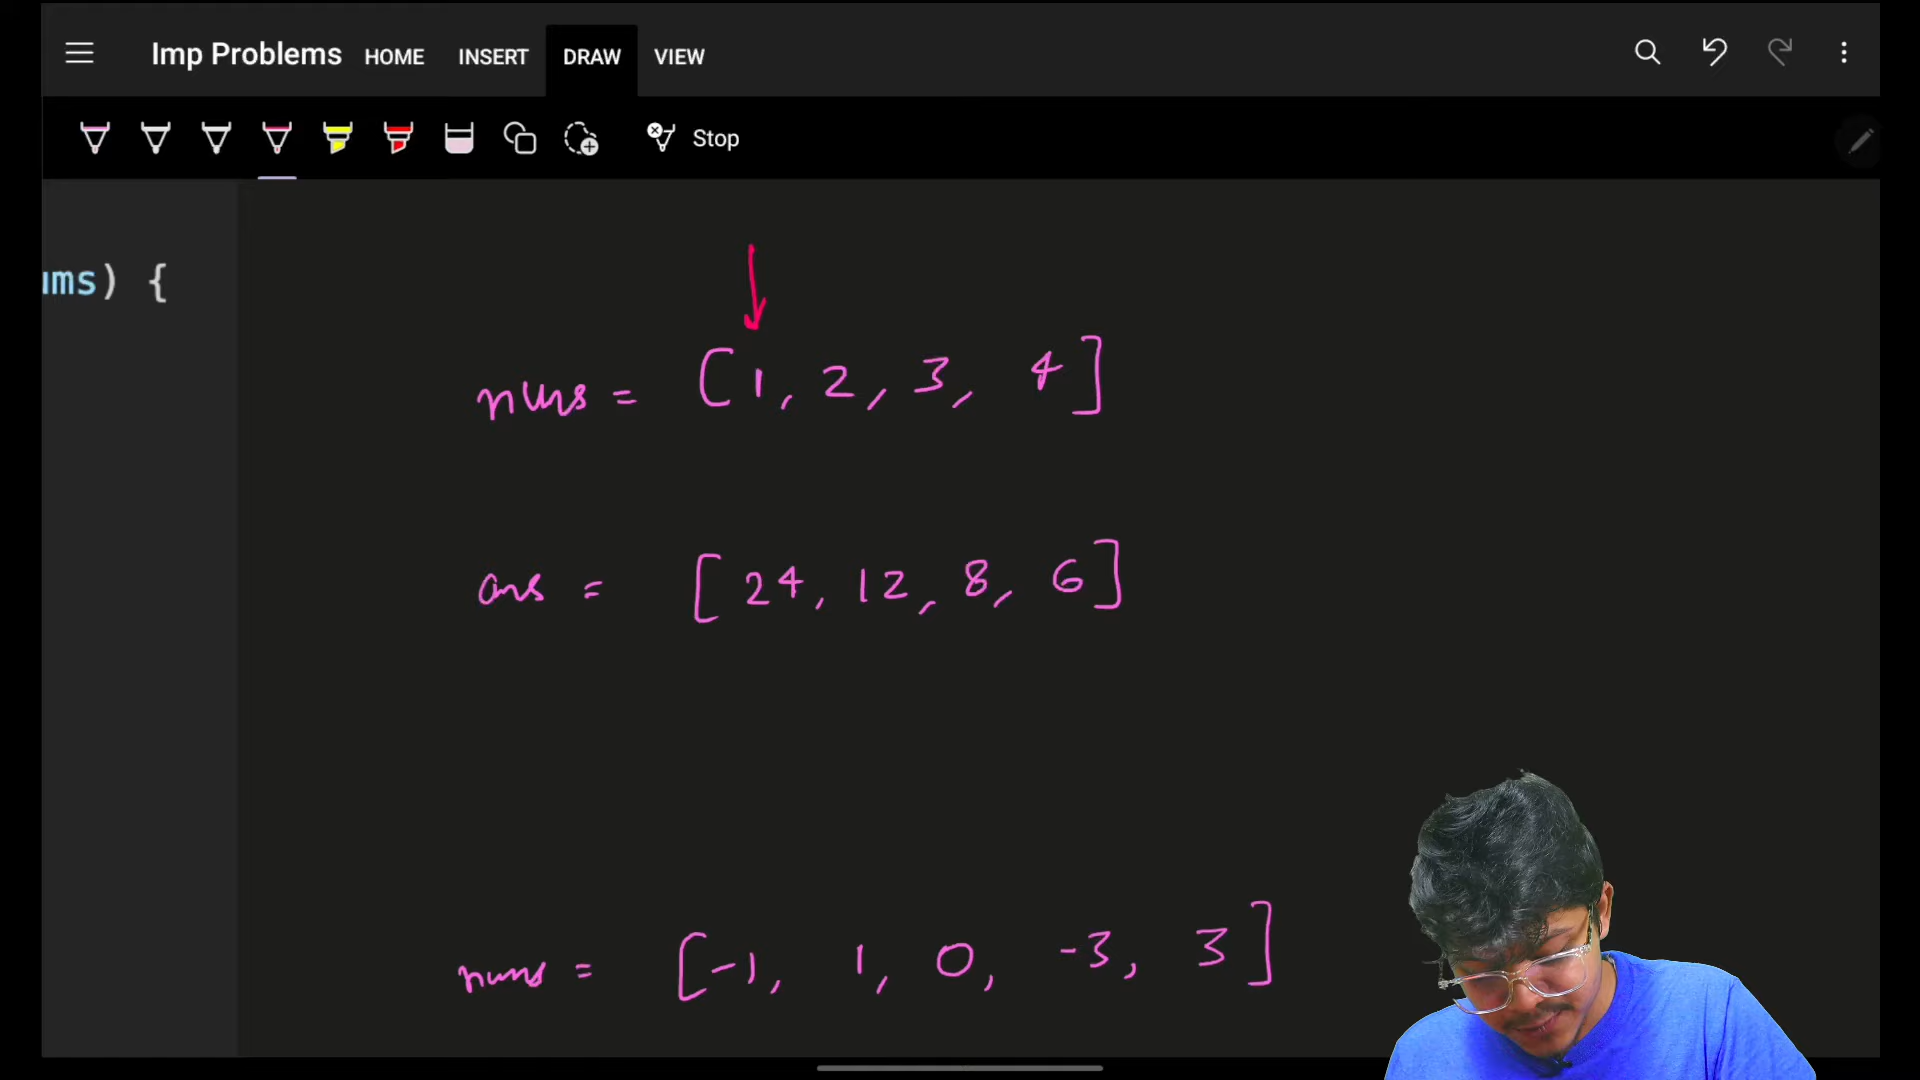 Imp Problems HOME INSERT DRAW VIEW
Stop
ums) {
nums = [1, 2, 3, 4]
ans = [24, 12, 8, 6]
nums = [-1, 1, 0, -3, 3]